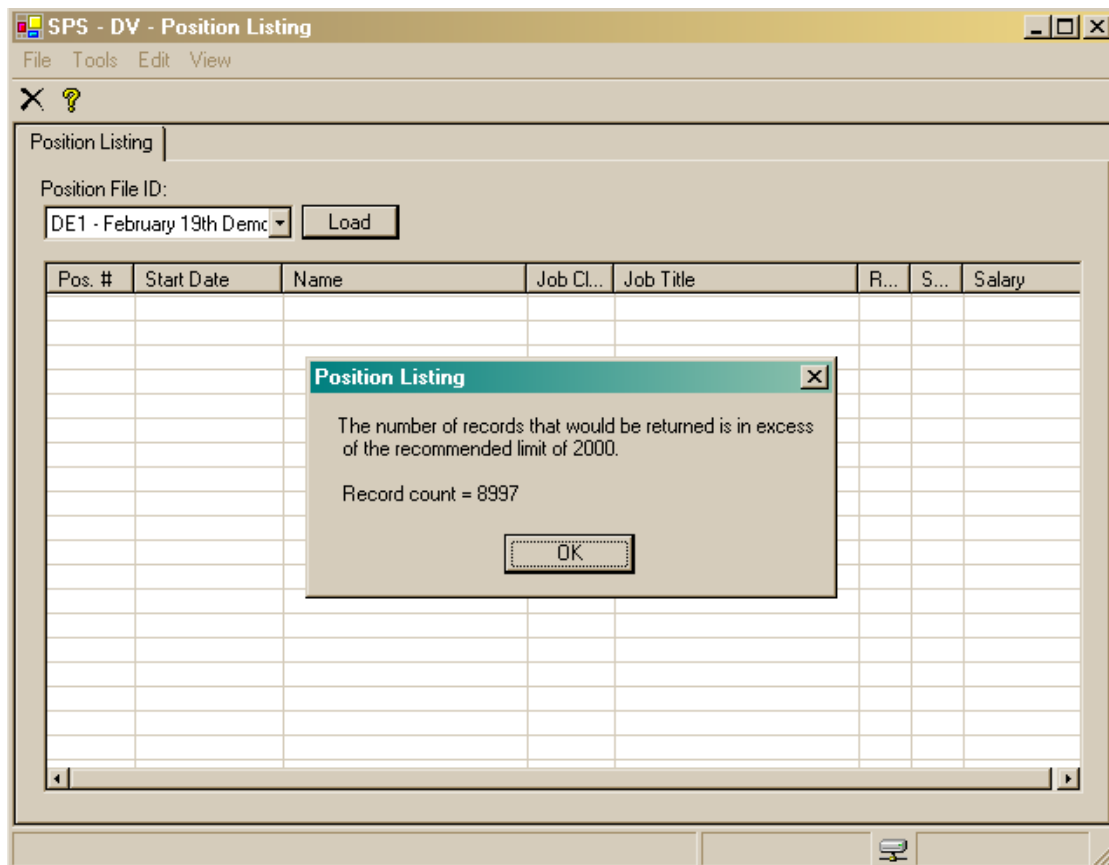 SPS - DV - Position Listing
File Tools Edit View
Position Listing
Position File ID:
DE1 - February 19th Demc
Load
Pos. # Start Date Name Job Cl... Job Title R... S... Salary
Position Listing
The number of records that would be returned is in excess
of the recommended limit of 2000.
Record count = 8997
OK